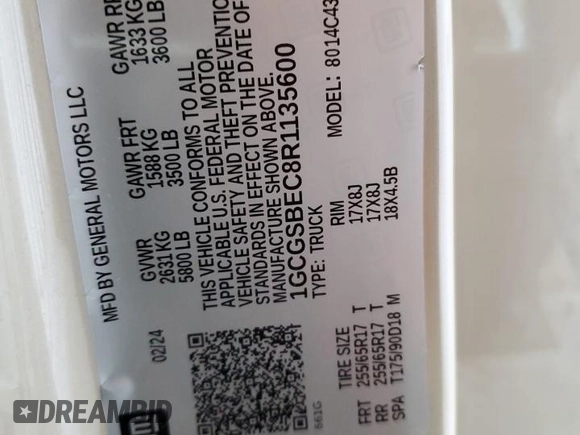 MFD BY GENERAL MOTORS LLC
02/24
GVWR
2631 KG
5800 LB
GAWR FRT
1588 KG
3500 LB
GAWR RR
1633 KG
3600 LB
THIS VEHICLE CONFORMS TO ALL
APPLICABLE U.S. FEDERAL MOTOR
VEHICLE SAFETY AND THEFT PREVENTION
STANDARDS IN EFFECT ON THE DATE OF
MANUFACTURE SHOWN ABOVE.
1GCGSBEC8R1135600
TYPE: TRUCK
MODEL: 8014C43
661G
TIRE SIZE RIM
FRT 255/65R17 T 17X8J
RR 255/65R17 T 17X8J
SPA T175/90D18 M 18X4.5B
DREAMBID